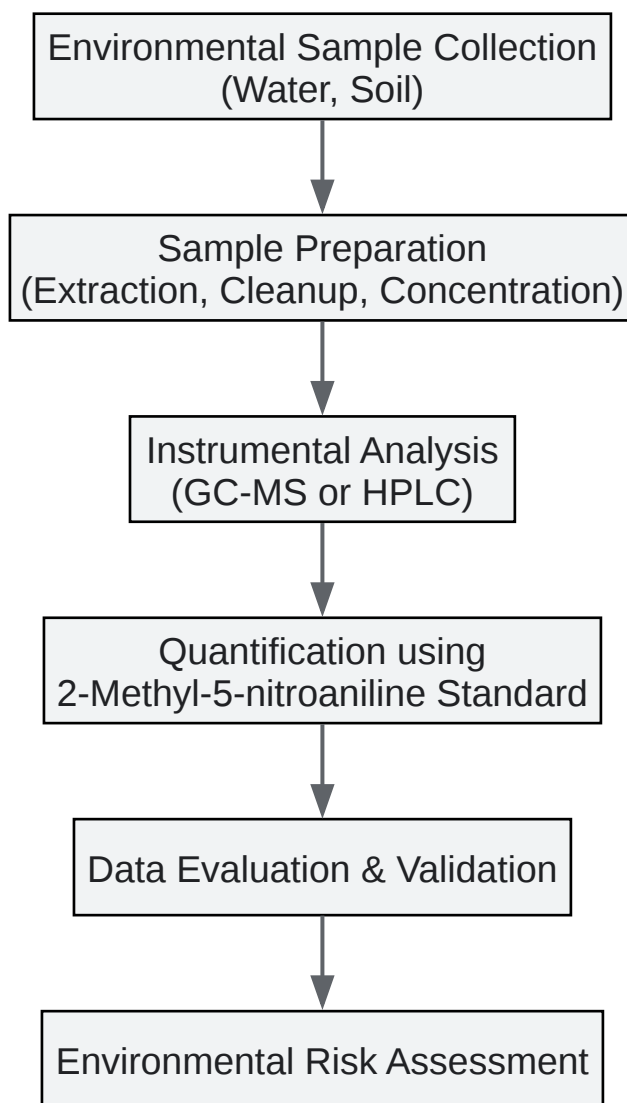 Environmental Sample Collection
(Water, Soil)
Sample Preparation
(Extraction, Cleanup, Concentration)
Instrumental Analysis
(GC-MS or HPLC)
Quantification using
2-Methyl-5-nitroaniline Standard
Data Evaluation & Validation
Environmental Risk Assessment